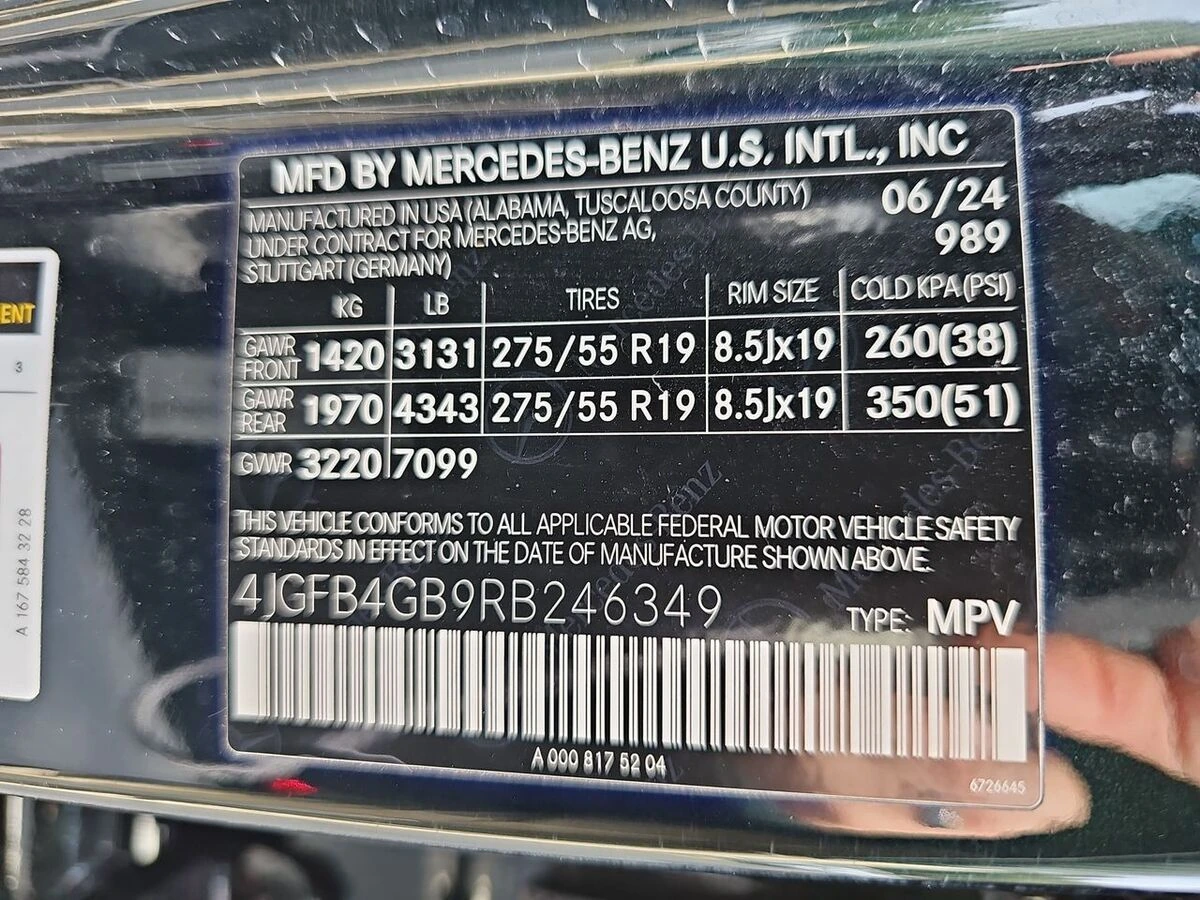 MFD BY MERCEDES-BENZ U.S. INTL., INC
MANUFACTURED IN USA (ALABAMA, TUSCALOOSA COUNTY) 06/24
UNDER CONTRACT FOR MERCEDES-BENZ AG, 989
STUTTGART (GERMANY)
KG LB TIRES RIM SIZE COLD KPA (PSI)
GAWR FRONT 1420 3131 275/55 R19 8.5Jx19 260(38)
GAWR REAR 1970 4343 275/55 R19 8.5Jx19 350(51)
GVWR 3220 7099
THIS VEHICLE CONFORMS TO ALL APPLICABLE FEDERAL MOTOR VEHICLE SAFETY
STANDARDS IN EFFECT ON THE DATE OF MANUFACTURE SHOWN ABOVE.
4JGFB4GB9RB246349 TYPE: MPV
A 000 817 52 04
6726645
ENT
3
A 167 584 32 28
Mercedes-Benz